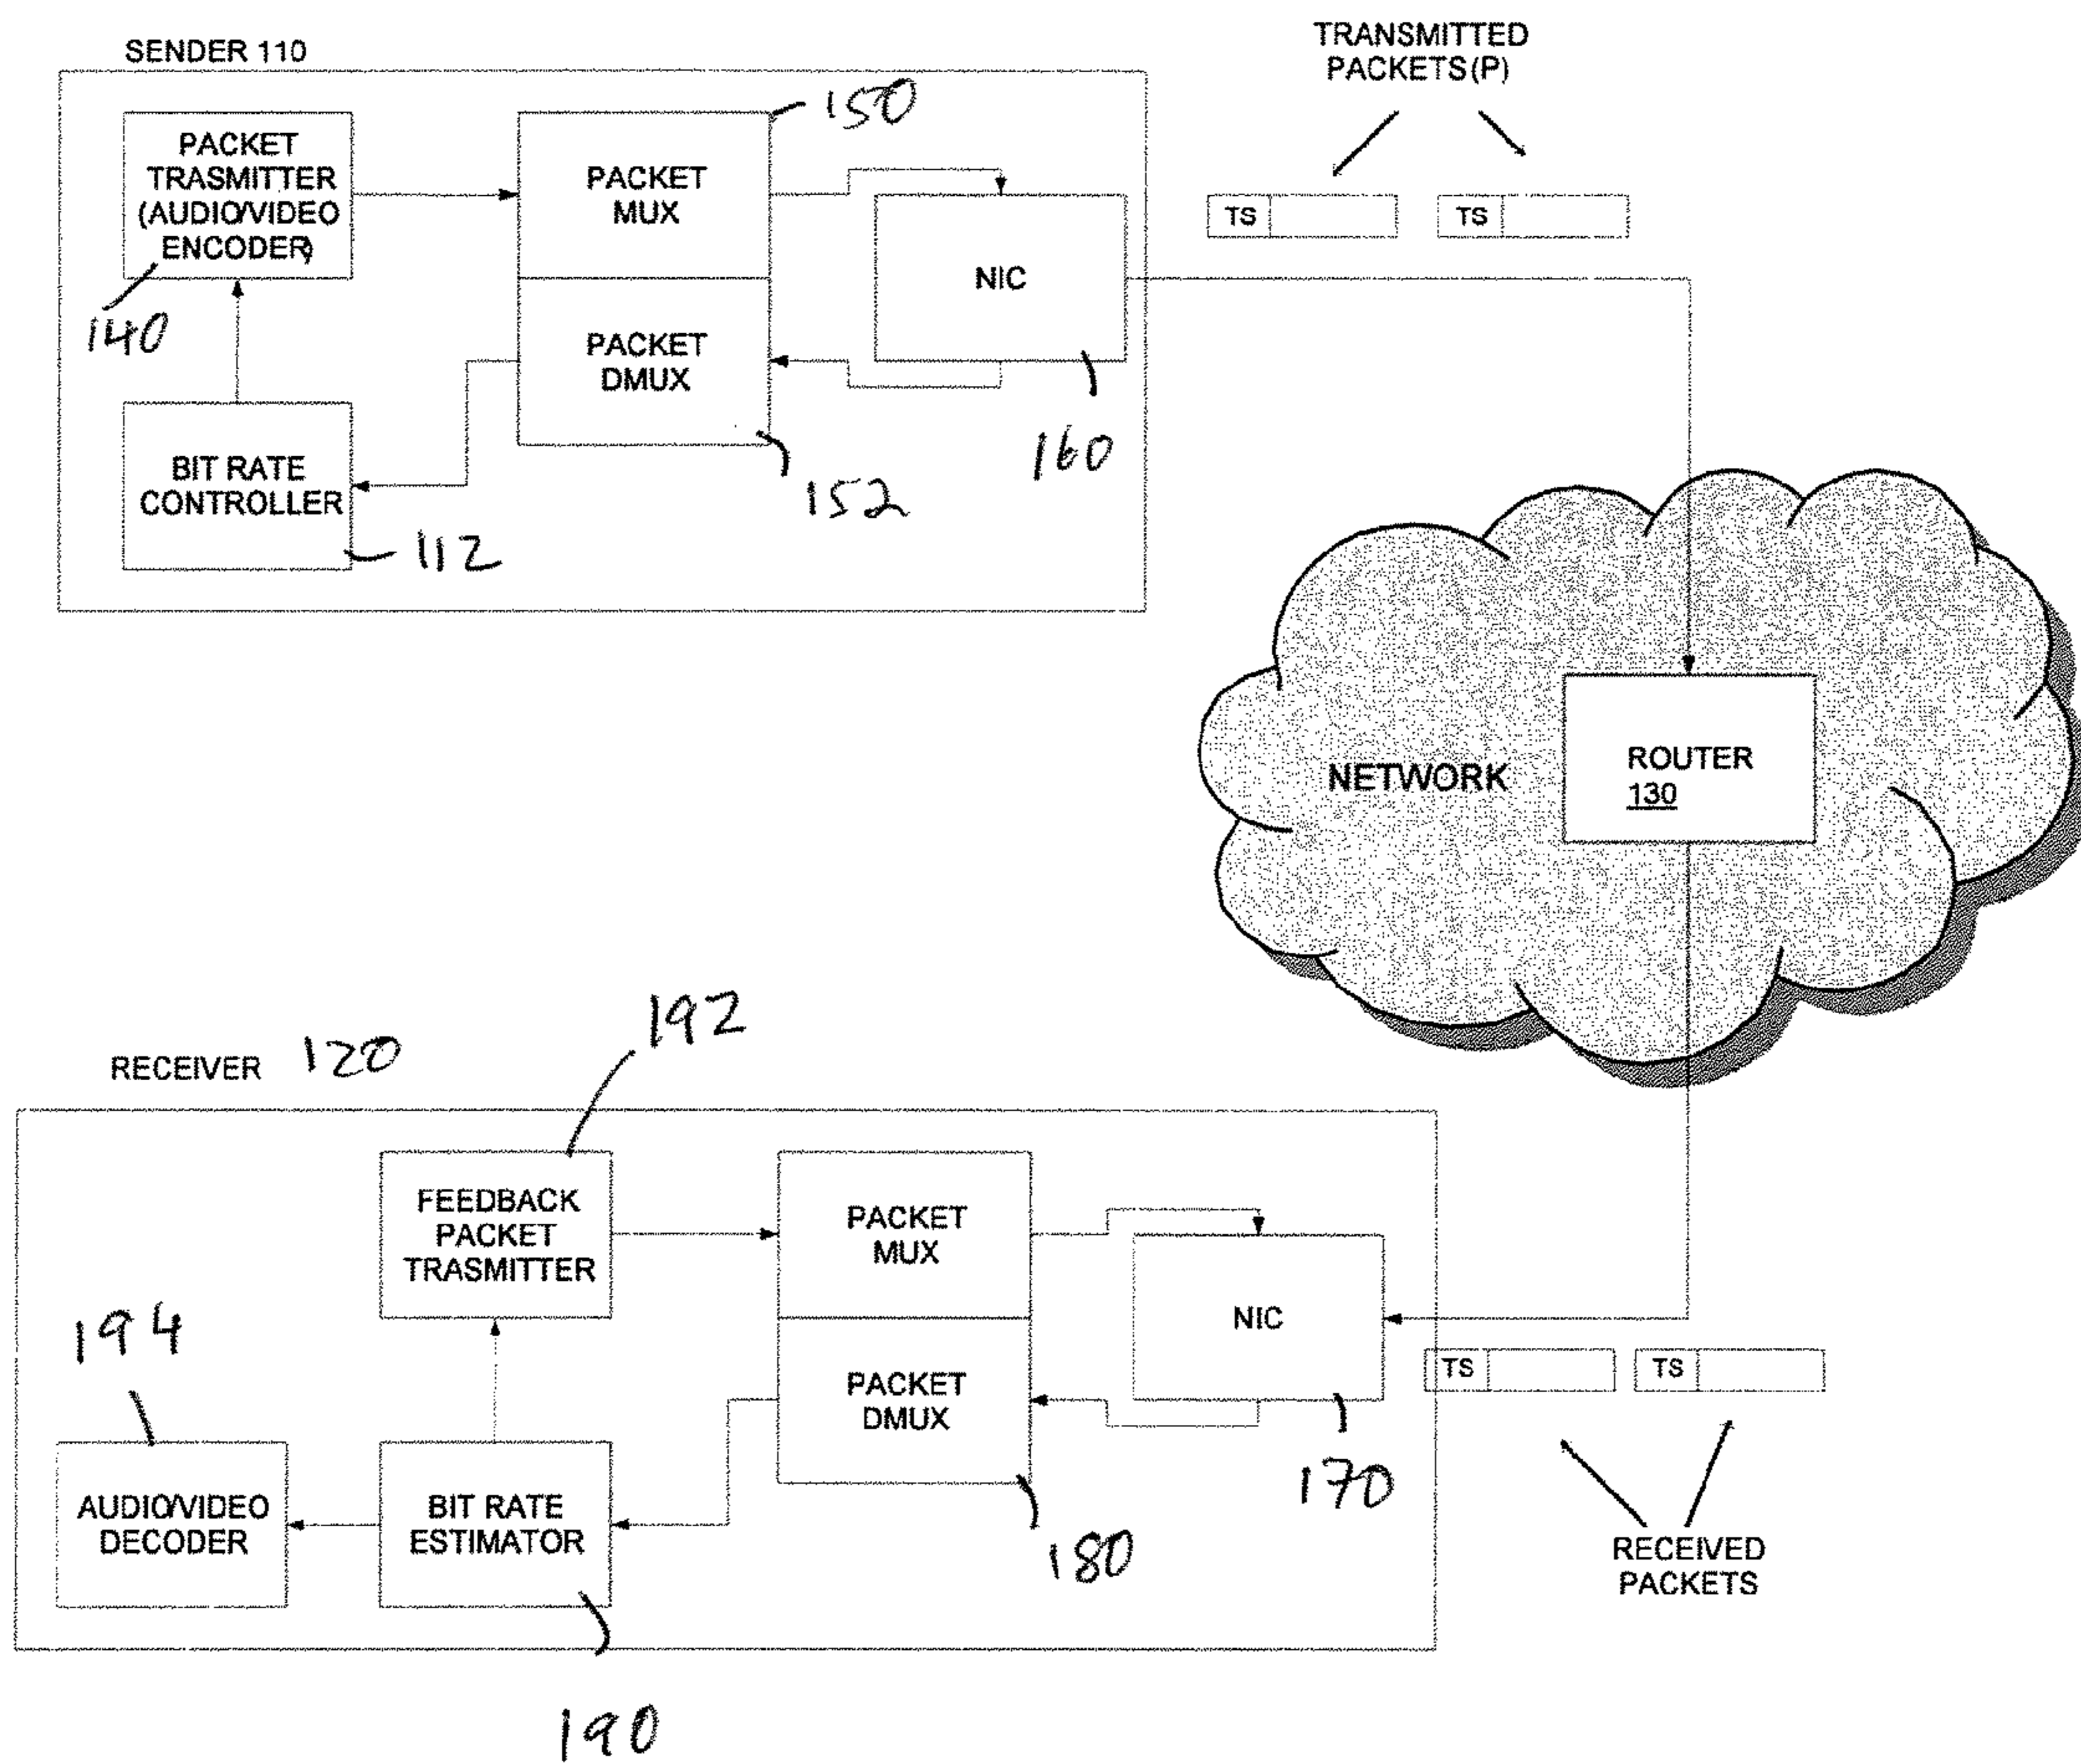 SENDER 110
TRANSMITTED
PACKETS(P)
PACKET
TRASMITTER
(AUDIO/VIDEO
ENCODER)
140
PACKET
MUX
150
NIC
160
TS
TS
PACKET
DMUX
152
BIT RATE
CONTROLLER
112
NETWORK
ROUTER
130
RECEIVER 120
192
FEEDBACK
PACKET
TRASMITTER
PACKET
MUX
NIC
170
TS
TS
194
AUDIO/VIDEO
DECODER
BIT RATE
ESTIMATOR
190
PACKET
DMUX
180
RECEIVED
PACKETS